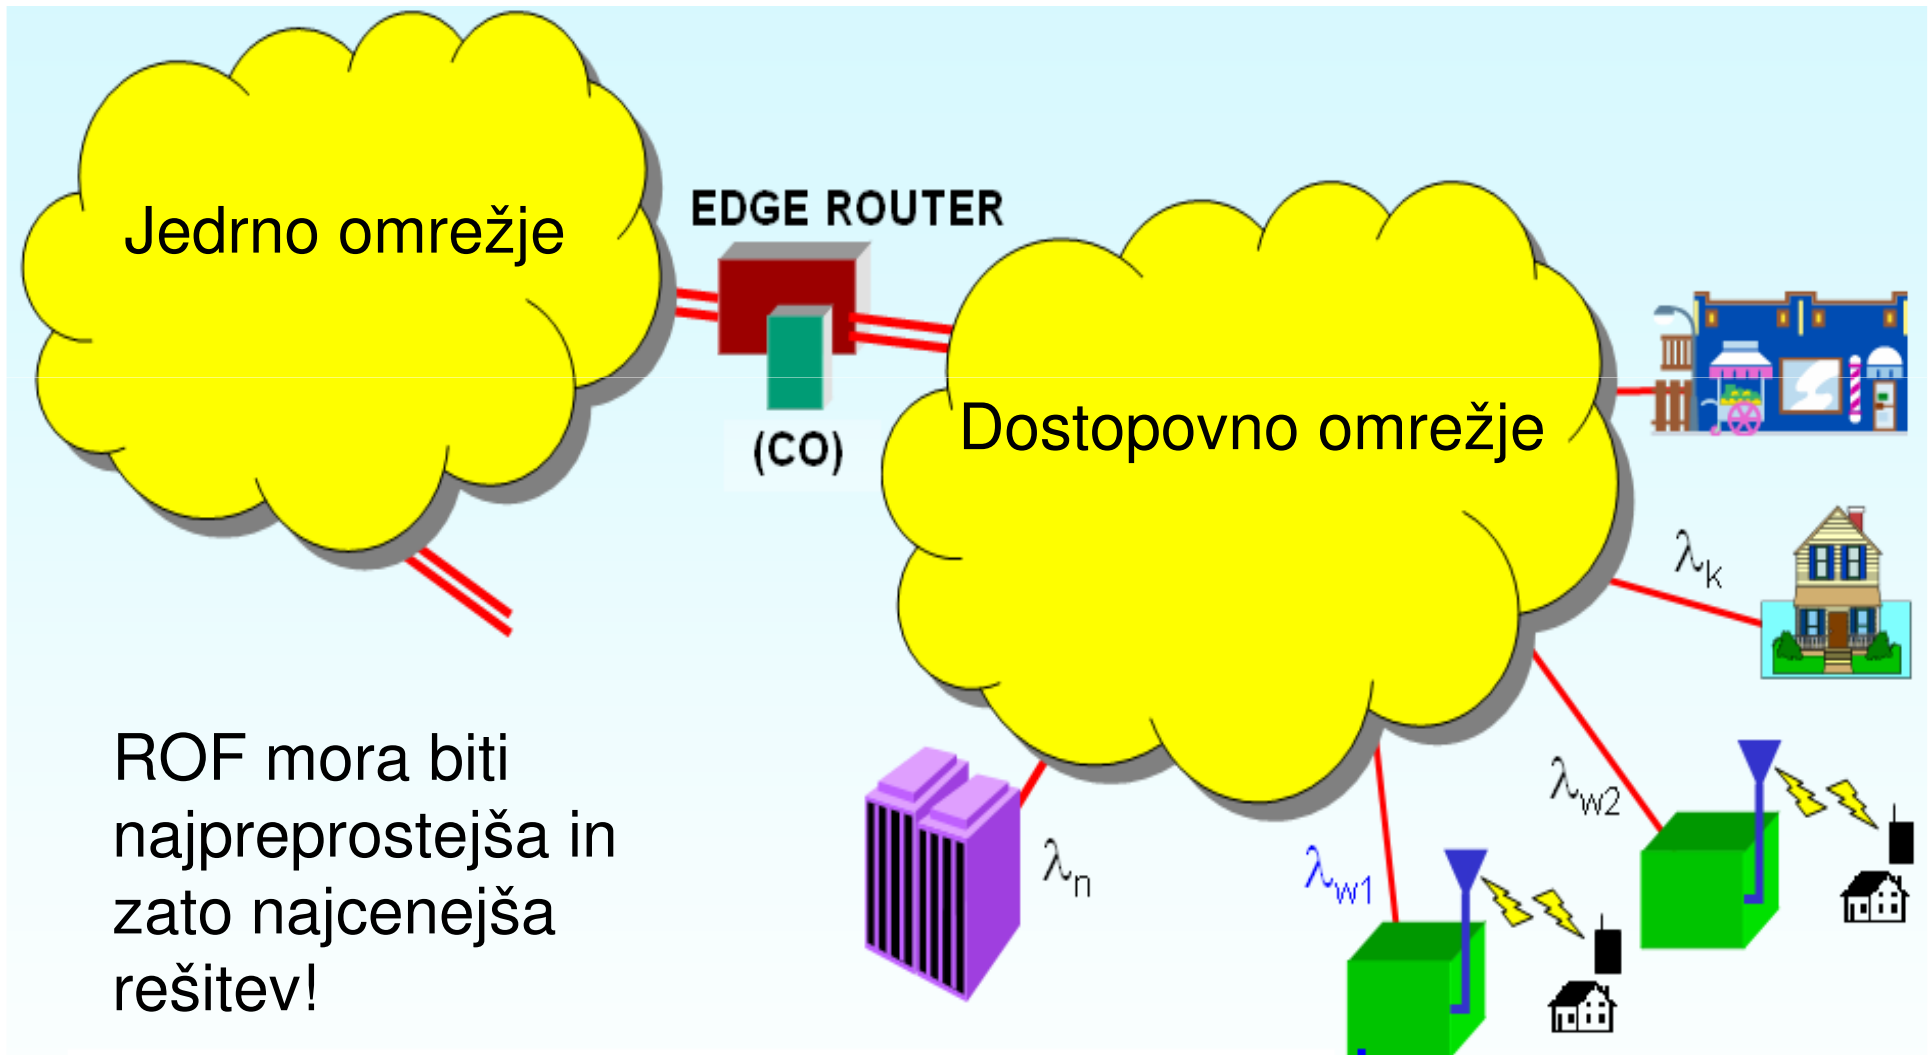 Jedrno omrežje
EDGE ROUTER
(CO)
Dostopovno omrežje
λk
λw2
λn
λw1
ROF mora biti
najpreprostejša in
zato najcenejša
rešitev!